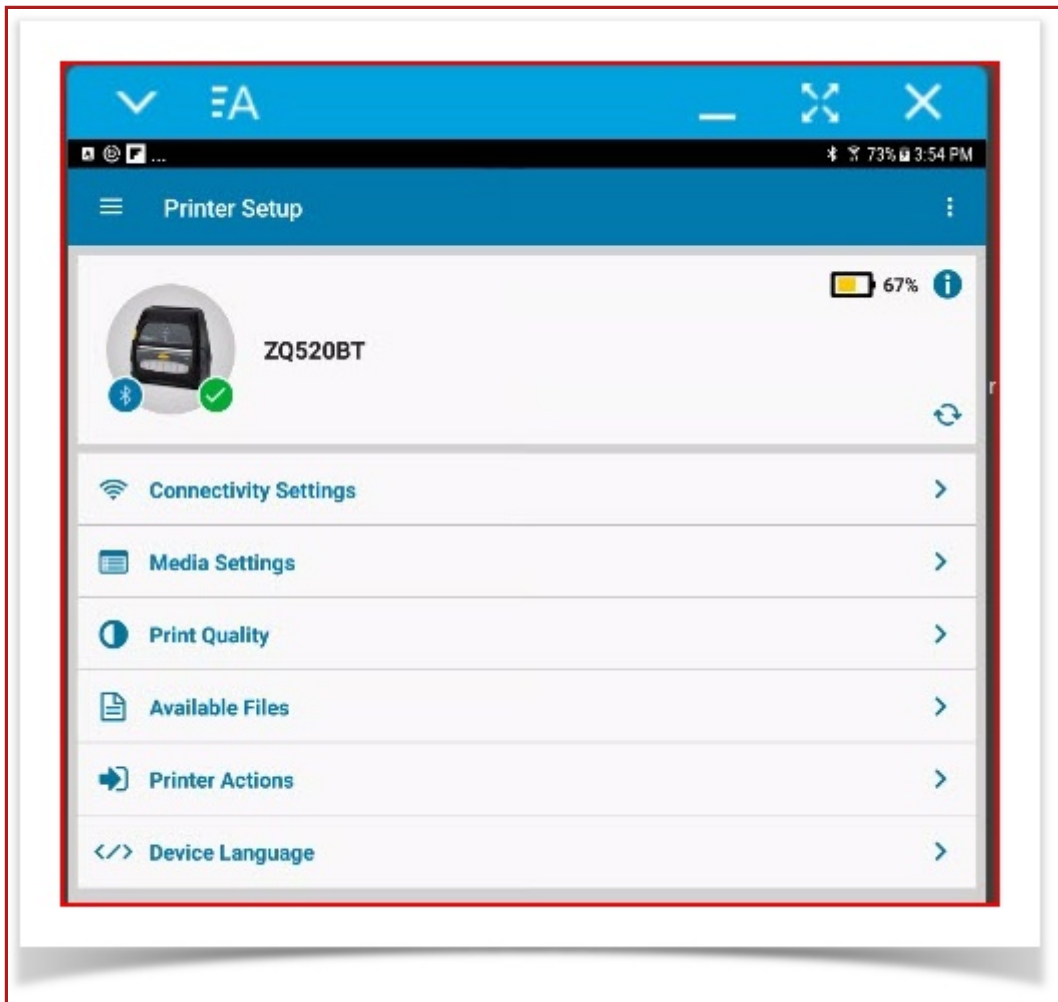 ΞA
... 73% 3:54 PM
Printer Setup
67% i
ZQ520BT
r
Connectivity Settings
Media Settings
Print Quality
Available Files
Printer Actions
</> Device Language